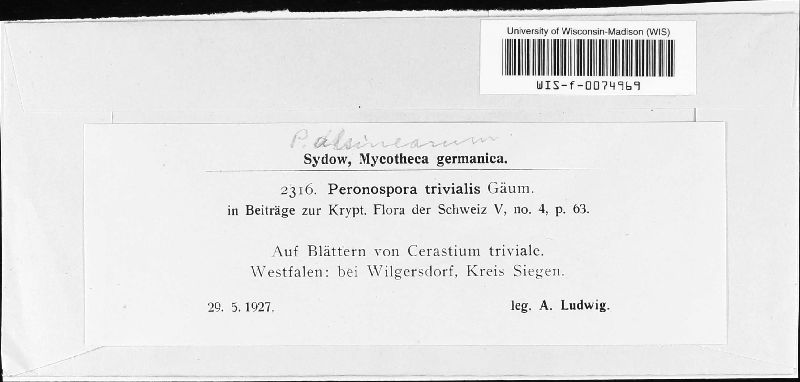 University of Wisconsin-Madison (WIS)
WIS-f-0074969
P. alsinearum
Sydow, Mycotheca germanica.
2316. Peronospora trivialis Gäum.
in Beiträge zur Krypt. Flora der Schweiz V, no. 4, p. 63.
Auf Blättern von Cerastium triviale.
Westfalen: bei Wilgersdorf, Kreis Siegen.
29. 5. 1927. leg. A. Ludwig.